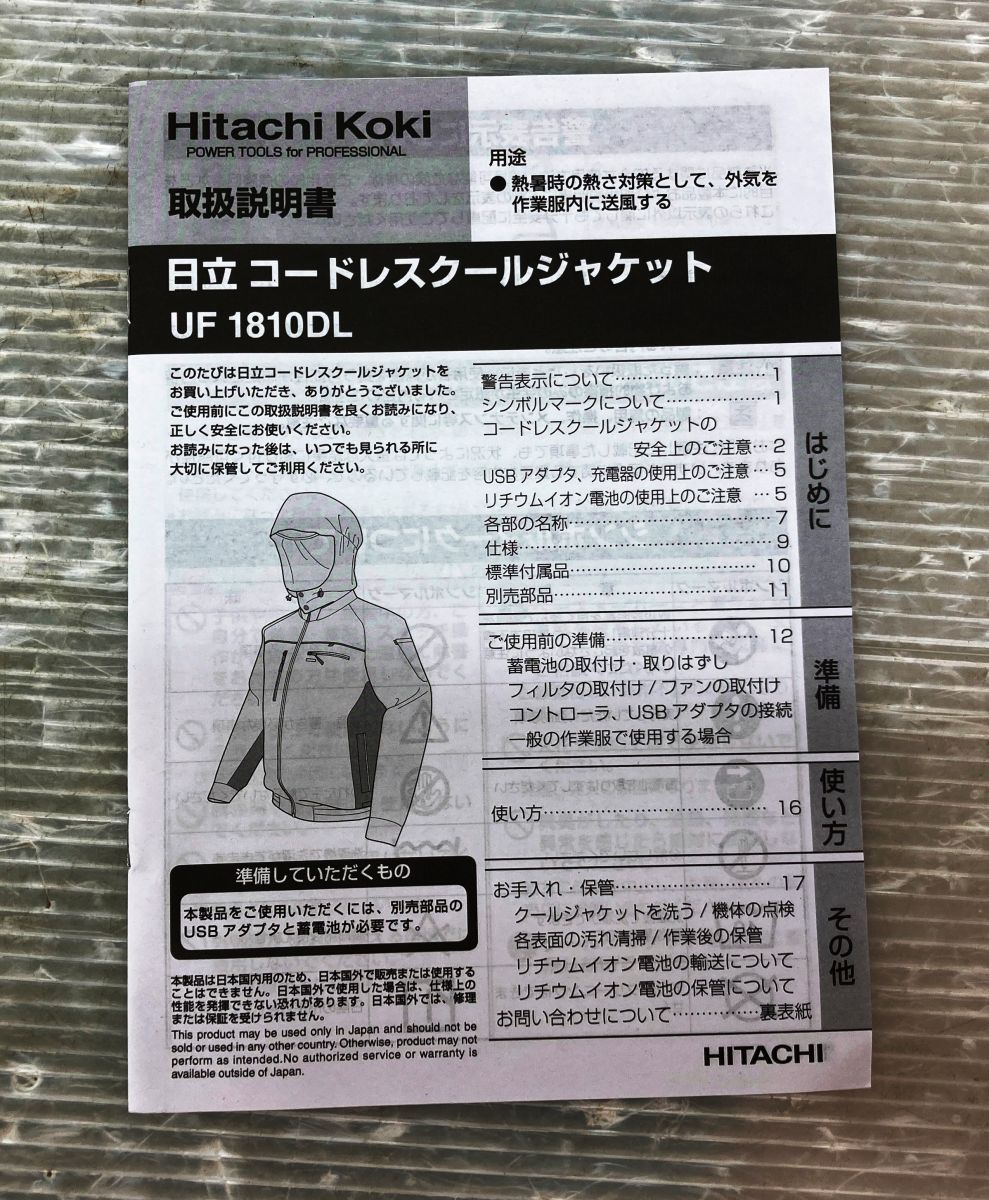 Hitachi Koki
POWER TOOLS for PROFESSIONAL
取扱説明書
用途
● 熱暑時の熱さ対策として、外気を
作業服内に送風する
日立 コードレスクールジャケット
UF 1810DL
このたびは日立コードレスクールジャケットを
お買い上げいただき、ありがとうございました。
ご使用前にこの取扱説明書を良くお読みになり、
正しく安全にお使いください。
お読みになった後は、いつでも見られる所に
大切に保管してご利用ください。
準備していただくもの
本製品をご使用いただくには、別売部品の
USB アダプタと蓄電池が必要です。
本製品は日本国内用のため、日本国外で販売または使用する
ことはできません。日本国外で使用した場合は、仕様上の
性能を発揮できない恐れがあります。日本国外では、修理
または保証を受けられません。
This product may be used only in Japan and should not be
sold or used in any other country. Otherwise, product may not
perform as intended.No authorized service or warranty is
available outside of Japan.
はじめに
警告表示について……………………… 1
シンボルマークについて……………… 1
コードレスクールジャケットの
安全上のご注意… 2
USB アダプタ、充電器の使用上のご注意 … 5
リチウムイオン電池の使用上のご注意 … 5
各部の名称……………………………… 7
仕様……………………………………… 9
標準付属品……………………………… 10
別売部品………………………………… 11
準備
ご使用前の準備……………………… 12
蓄電池の取付け・取りはずし
フィルタの取付け / ファンの取付け
コントローラ、USB アダプタの接続
一般の作業服で使用する場合
使い方
使い方………………………………… 16
その他
お手入れ・保管……………………… 17
クールジャケットを洗う / 機体の点検
各表面の汚れ清掃 / 作業後の保管
リチウムイオン電池の輸送について
リチウムイオン電池の保管について
お問い合わせについて……………裏表紙
HITACHI